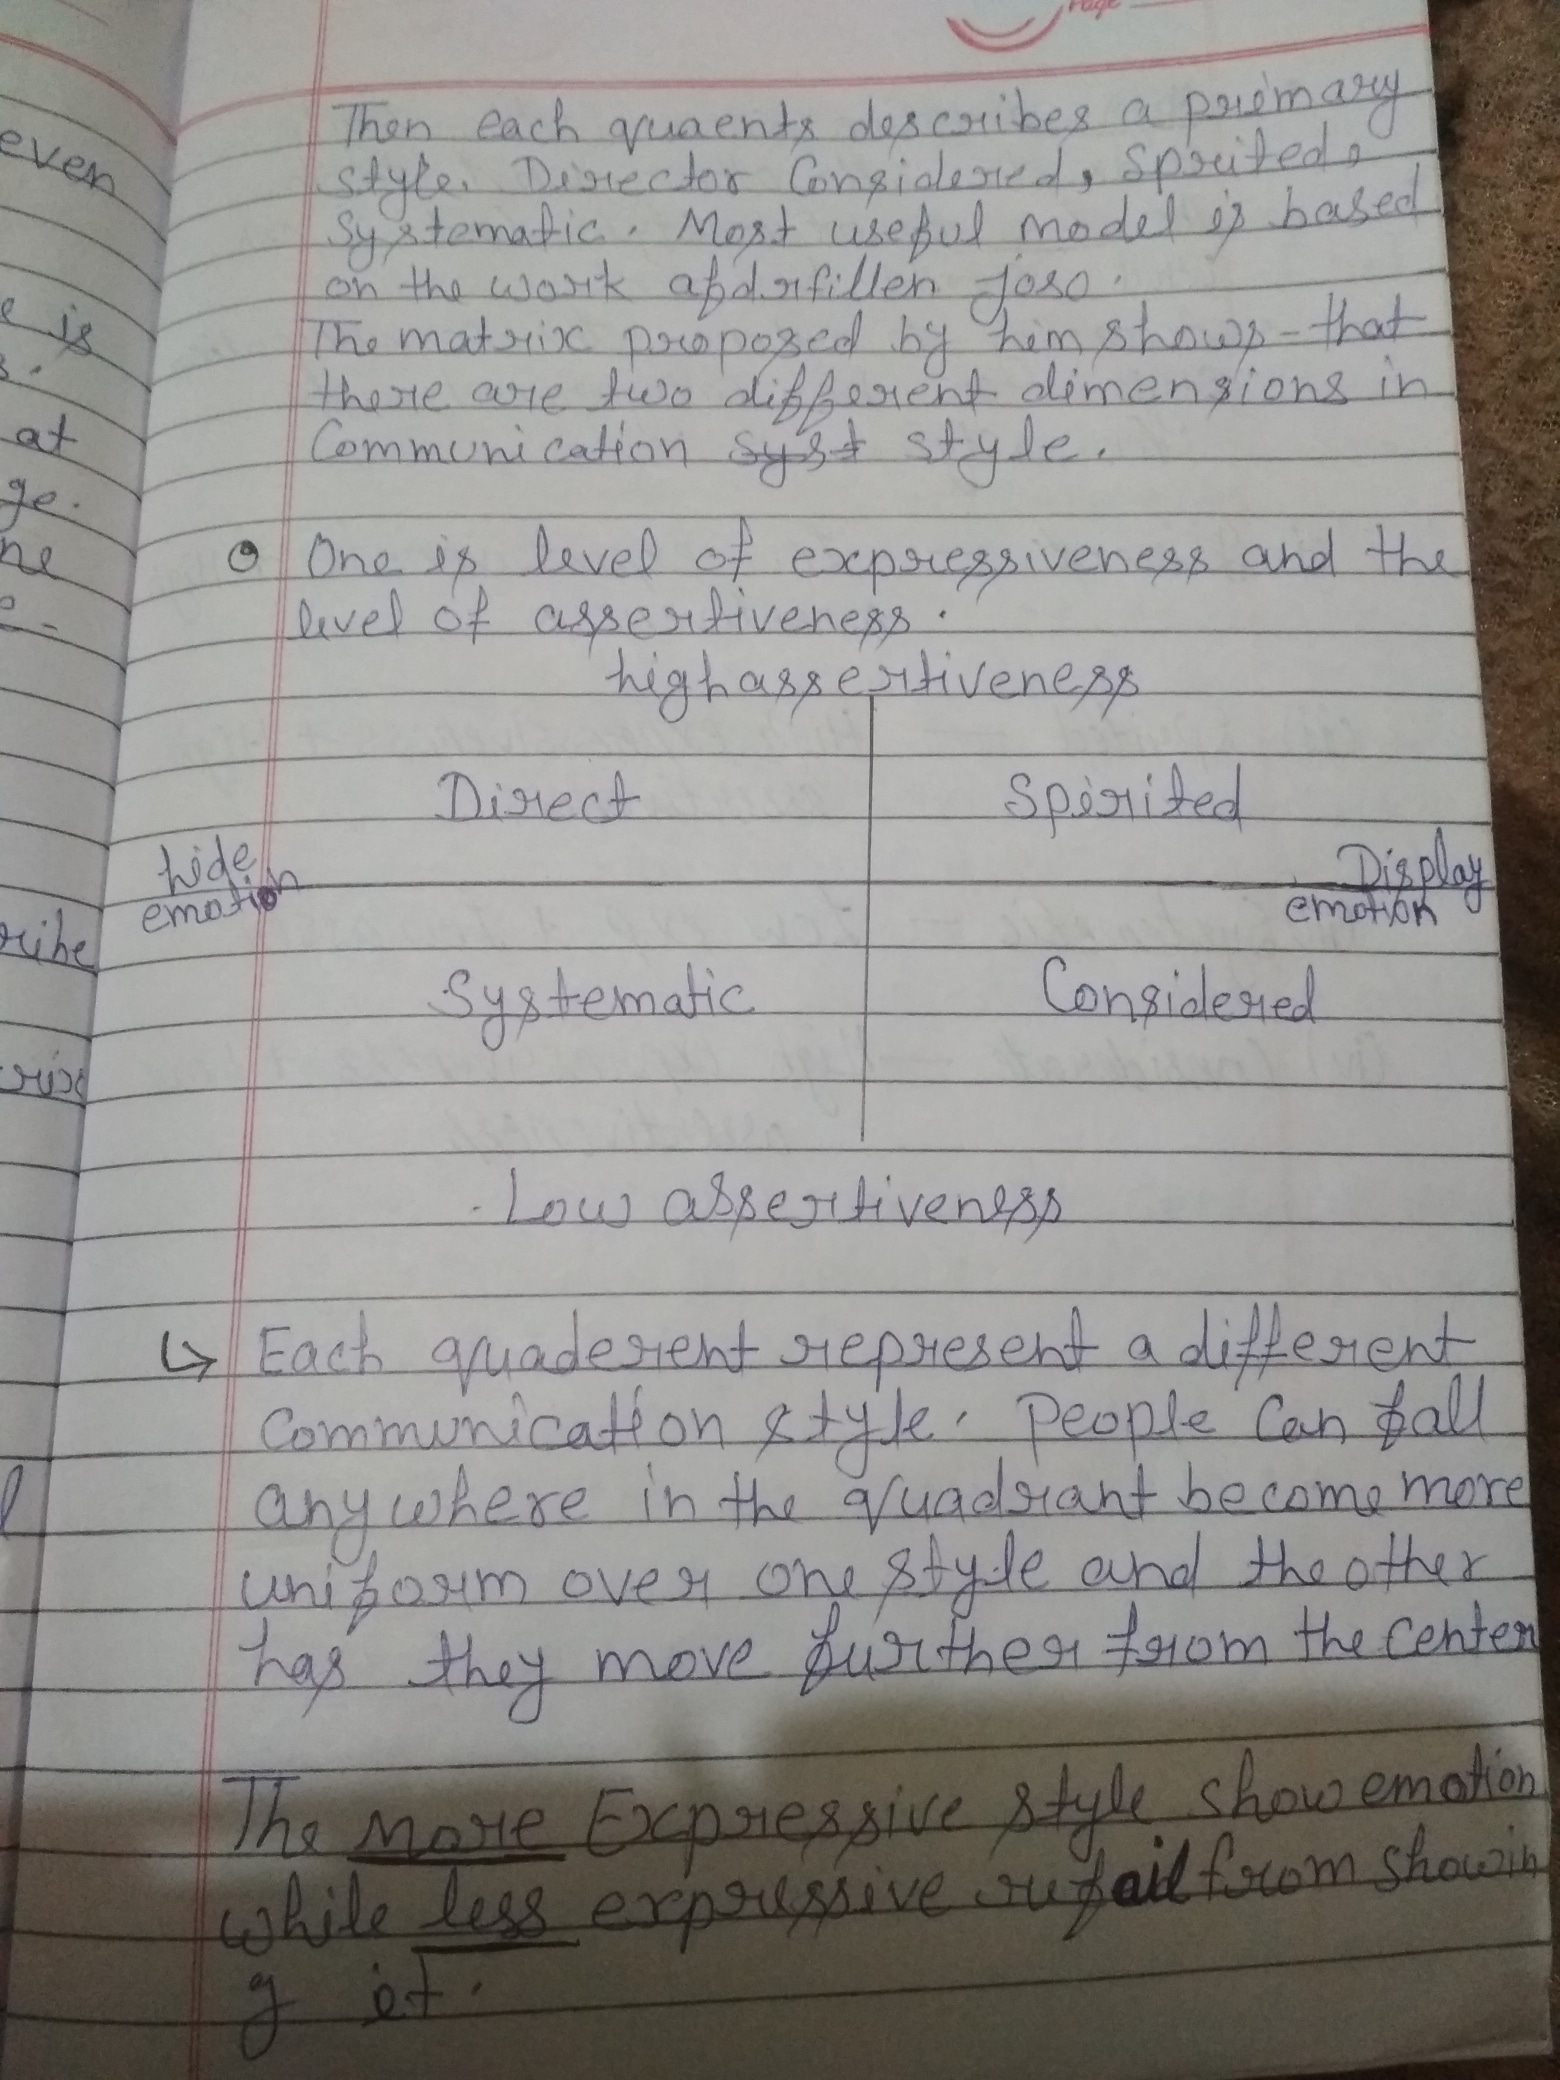 Page
Then each quaents describes a primary
style. Director Considered, Sprited,
Systematic. Most useful model is based
on the work
The matrix proposed by him shows - that
there are two different dimensions in
Communication syst style.
One is level of expressiveness and the
level of assertiveness.
high assertiveness
Direct Spirited
hide
emotion
Display
emotion
Systematic Considered
Low assertiveness
↳ Each quaderent represent a different
communication style. People can fall
anywhere in the quadrant become more
uniform over one style and the other
has they move further from the center
The more Expressive style show emotion
while less expressive from showin
g it.
even
e is
s.
at
ge.
ne
e-
ribe
rix